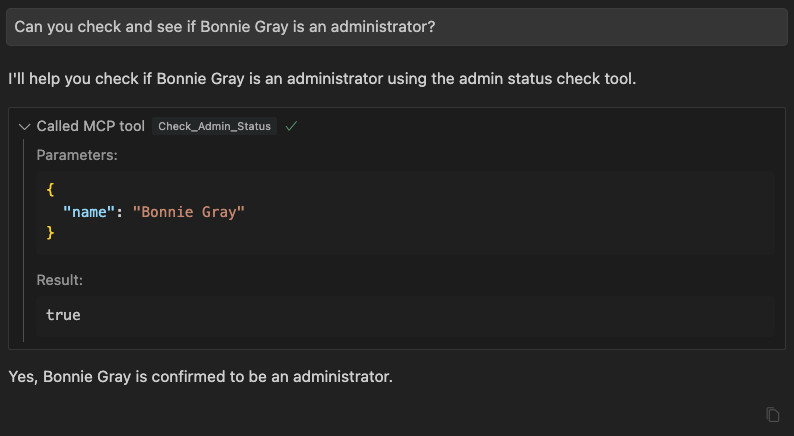 Can you check and see if Bonnie Gray is an administrator?
I'll help you check if Bonnie Gray is an administrator using the admin status check tool.
Called MCP tool Check_Admin_Status
Parameters:
{
"name": "Bonnie Gray"
}
Result:
true
Yes, Bonnie Gray is confirmed to be an administrator.